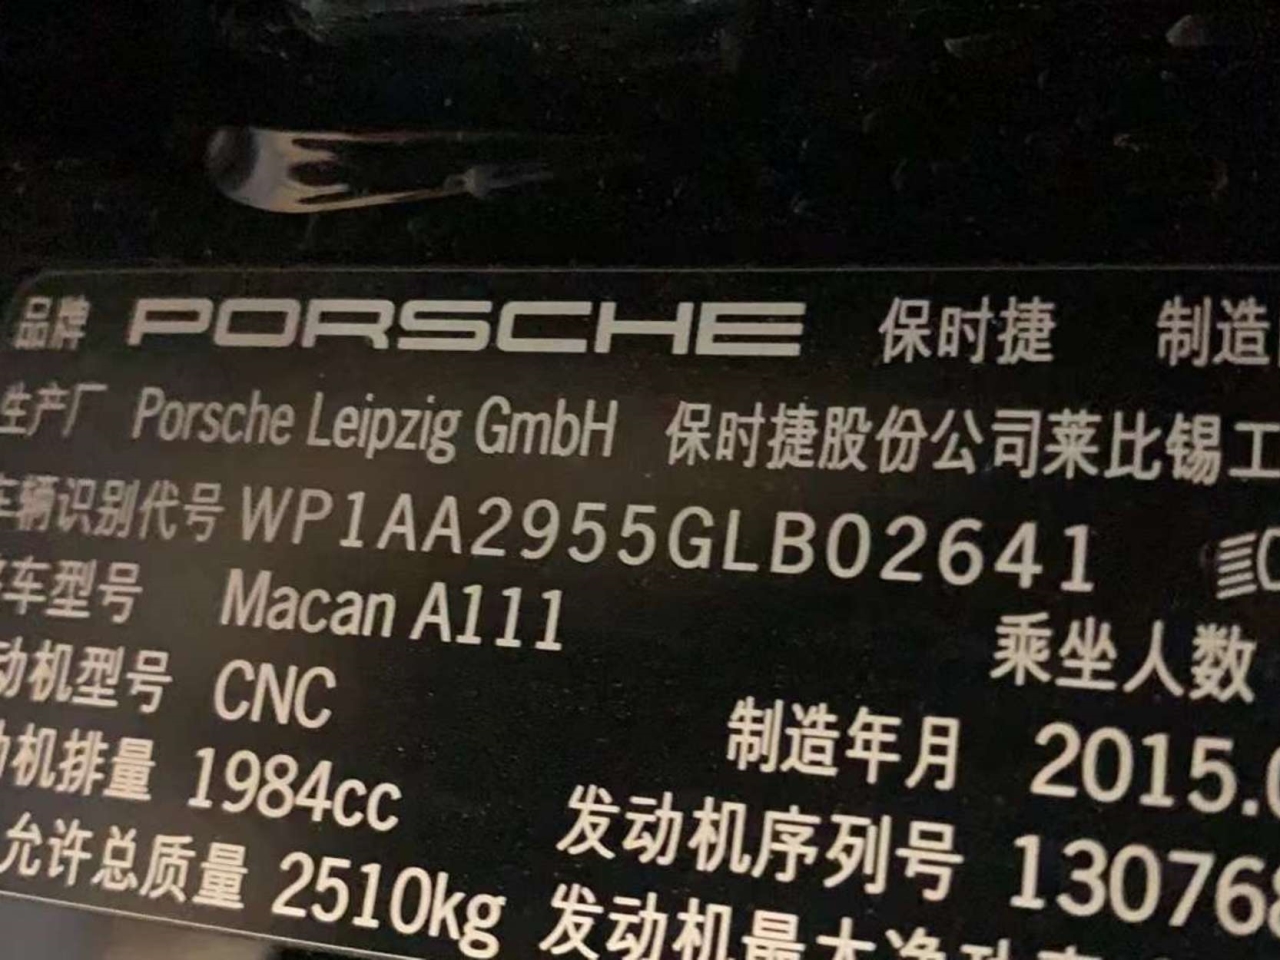 品牌 PORSCHE 保时捷 制造
生产厂 Porsche Leipzig GmbH 保时捷股份公司莱比锡工
车辆识别代号 WP1AA2955GLB02641
车型号 Macan A111
乘坐人数
动机型号 CNC
制造年月 2015.0
动机排量 1984cc
发动机序列号 130768
允许总质量 2510kg
发动机最大净功率